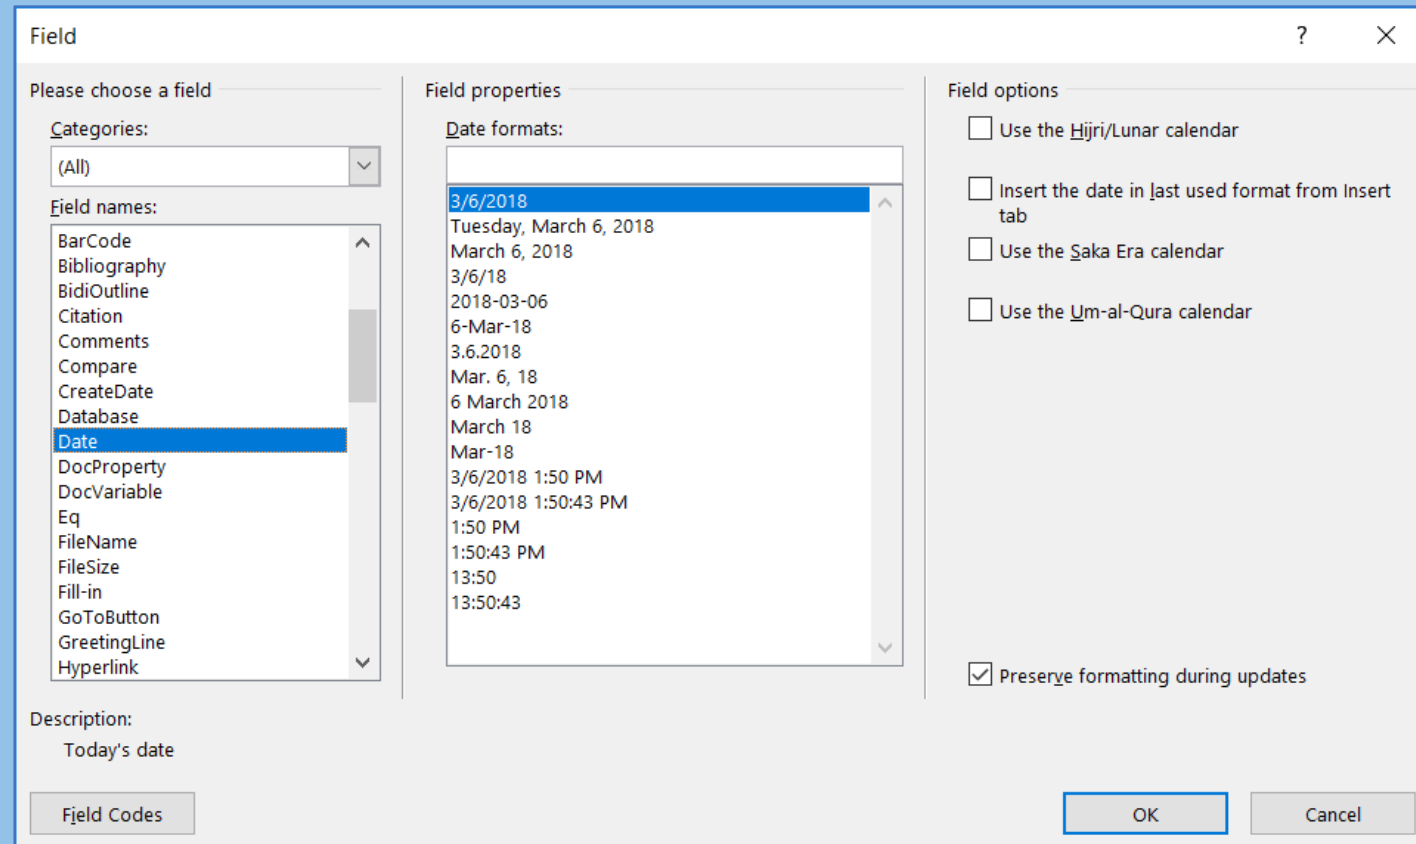 Field
?
Please choose a field
Categories:
(All)
Field names:
BarCode
Bibliography
BidiOutline
Citation
Comments
Compare
CreateDate
Database
Date
DocProperty
DocVariable
Eq
FileName
FileSize
Fill-in
GoToButton
GreetingLine
Hyperlink
Field properties
Date formats:
3/6/2018
Tuesday, March 6, 2018
March 6, 2018
3/6/18
2018-03-06
6-Mar-18
3.6.2018
Mar. 6, 18
6 March 2018
March 18
Mar-18
3/6/2018 1:50 PM
3/6/2018 1:50:43 PM
1:50 PM
1:50:43 PM
13:50
13:50:43
Field options
Use the Hijri/Lunar calendar
Insert the date in last used format from Insert
tab
Use the Saka Era calendar
Use the Um-al-Qura calendar
Preserve formatting during updates
Description:
Today's date
Field Codes
OK
Cancel